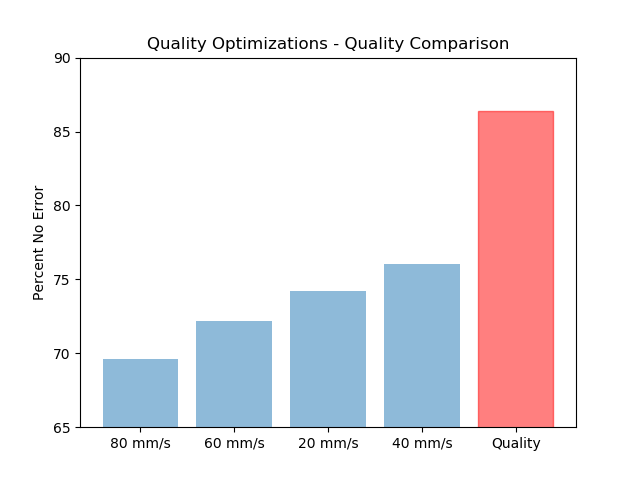 Quality Optimizations - Quality Comparison
90
85
80
75
70
65
Percent No Error
80 mm/s
60 mm/s
20 mm/s
40 mm/s
Quality